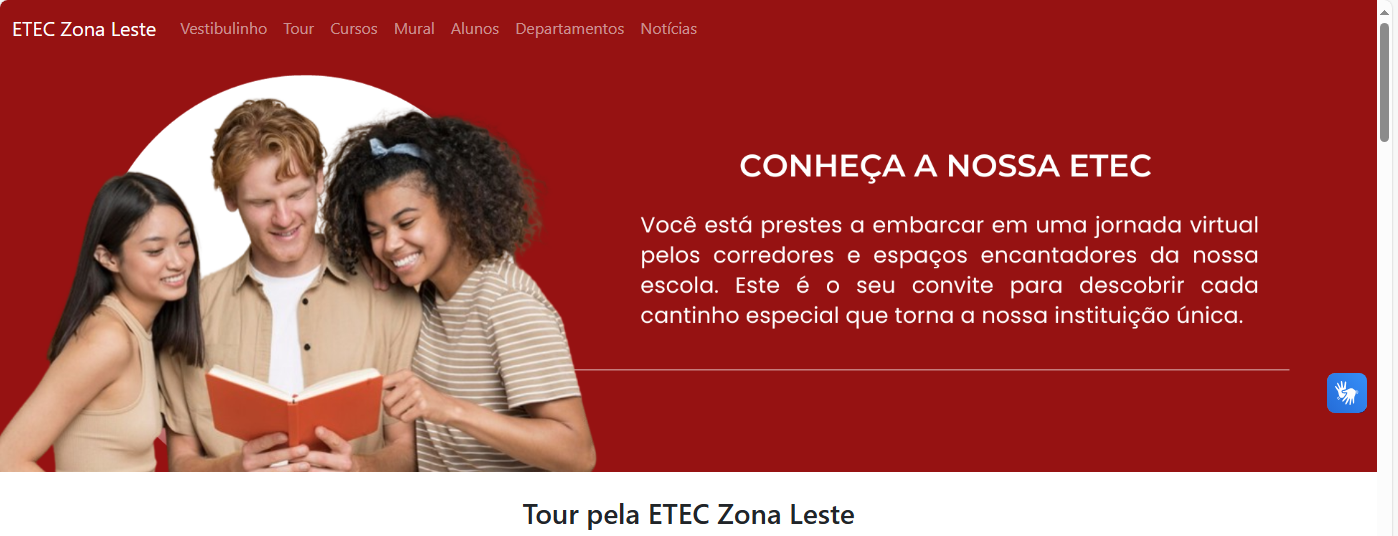 ETEC Zona Leste Vestibulinho Tour Cursos Mural Alunos Departamentos Notícias
CONHEÇA A NOSSA ETEC
Você está prestes a embarcar em uma jornada virtual
pelos corredores e espaços encantadores da nossa
escola. Este é o seu convite para descobrir cada
cantinho especial que torna a nossa instituição única.
Tour pela ETEC Zona Leste